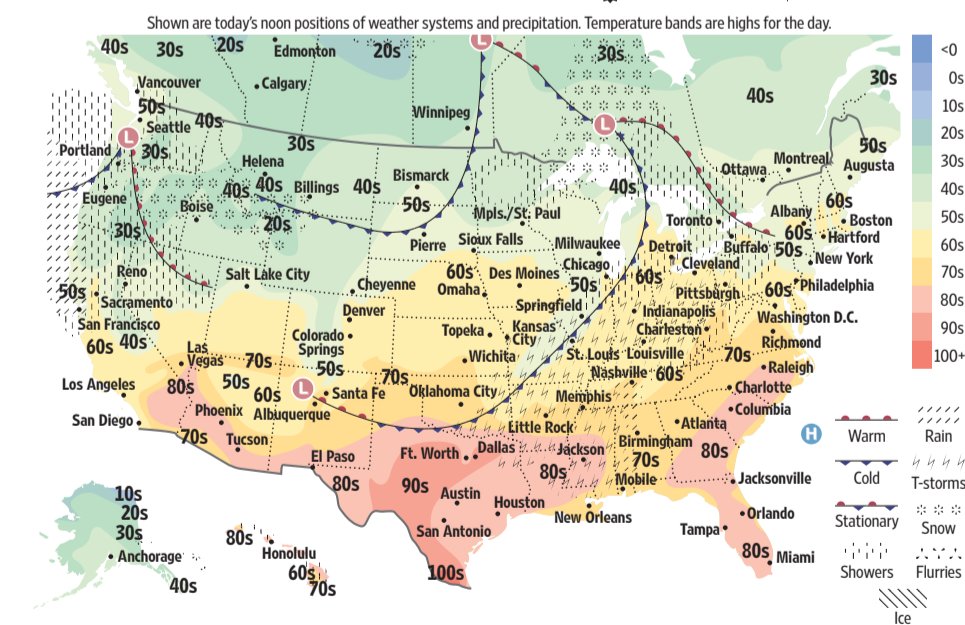 Shown are today's noon positions of weather systems and precipitation. Temperature bands are highs for the day.
40s
30s
20s
Edmonton
20s
L
30s
<0
0s
10s
20s
30s
40s
50s
60s
70s
80s
90s
100+
Vancouver
Calgary
40s
30s
50s
Seattle
40s
Winnipeg
L
L
Portland
30s
30s
Helena
Ottawa
Montreal
50s
Augusta
Eugene
40s
40s
Billings
40s
Bismarck
40s
Boise
20s
50s
Mpls./St. Paul
Toronto
Albany
60s
Boston
30s
Pierre
Sioux Falls
Milwaukee
Detroit
Buffalo
60s
Hartford
50s
New York
Reno
Salt Lake City
Cheyenne
60s
Omaha
Des Moines
Chicago
50s
60s
Cleveland
Pittsburgh
60s
Philadelphia
50s
Sacramento
Denver
Springfield
Indianapolis
Washington D.C.
San Francisco
Colorado
Springs
Topeka
Kansas
City
Charleston
Richmond
60s
40s
Las
Vegas
70s
50s
Wichita
St. Louis
Louisville
70s
Raleigh
Los Angeles
80s
50s
60s
L
Santa Fe
70s
Oklahoma City
Nashville
60s
Charlotte
Phoenix
Albuquerque
Memphis
Columbia
San Diego
70s
Tucson
Little Rock
Birmingham
Atlanta
H
Warm
Rain
El Paso
Ft. Worth
Dallas
Jackson
70s
80s
80s
90s
80s
Mobile
Jacksonville
Cold
T-storms
Austin
Houston
New Orleans
Orlando
Stationary
Snow
San Antonio
Tampa
80s
Miami
Showers
Flurries
100s
Ice
10s
20s
30s
Anchorage
40s
80s
Honolulu
60s
70s